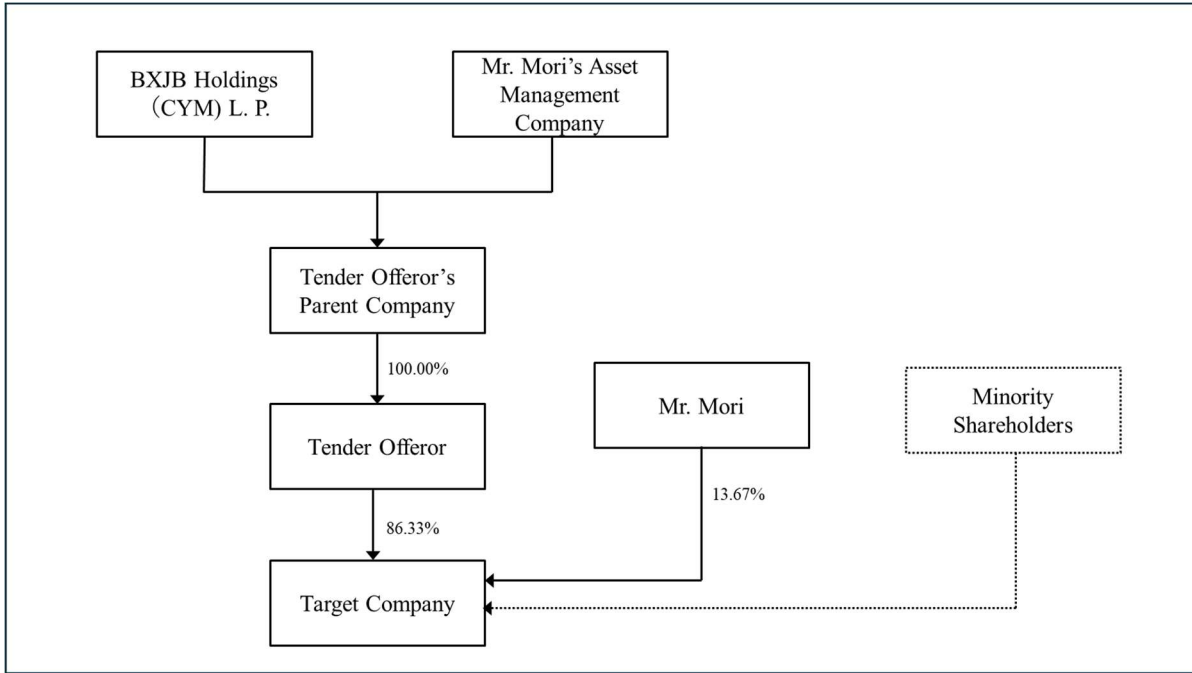 BXJB Holdings
（CYM) L. P.
Mr. Mori’s Asset
Management
Company
Tender Offeror’s
Parent Company
100.00%
Tender Offeror
Mr. Mori
Minority
Shareholders
86.33%
13.67%
Target Company